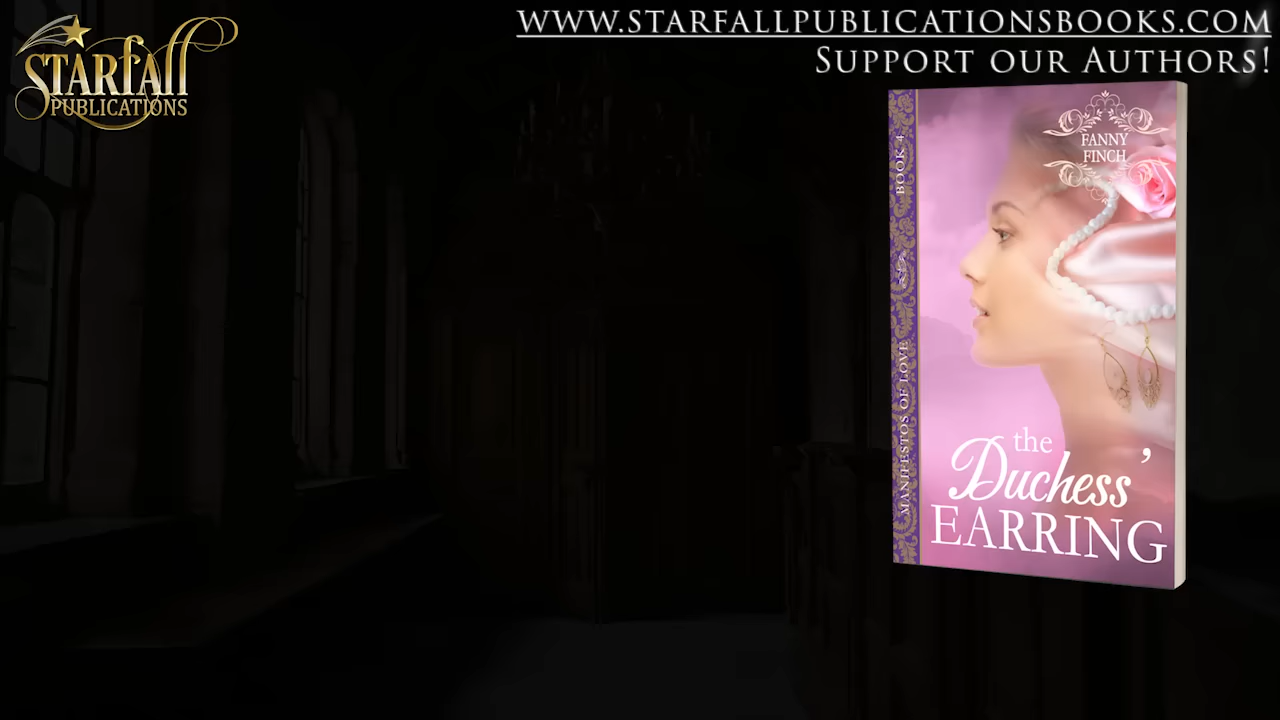 STARfall
PUBLICATIONS
WWW.STARFALLPUBLICATIONSBOOKS.COM
SUPPORT OUR AUTHORS!
FANNY
FINCH
BOOK 4
MANIFESTOS OF LOVE
the
Duchess'
EARRING